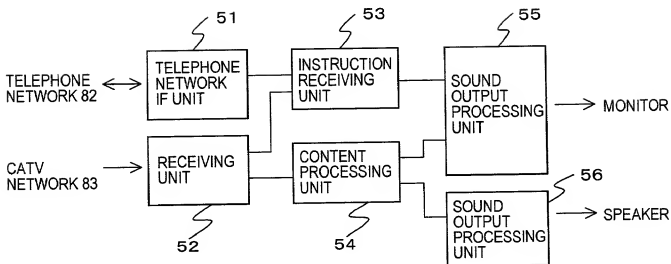 51
53
55
TELEPHONE
NETWORK 82
TELEPHONE
NETWORK
IF UNIT
INSTRUCTION
RECEIVING
UNIT
SOUND
OUTPUT
PROCESSING
UNIT
MONITOR
CATV
NETWORK 83
RECEIVING
UNIT
CONTENT
PROCESSING
UNIT
56
SOUND
OUTPUT
PROCESSING
UNIT
SPEAKER
52
54